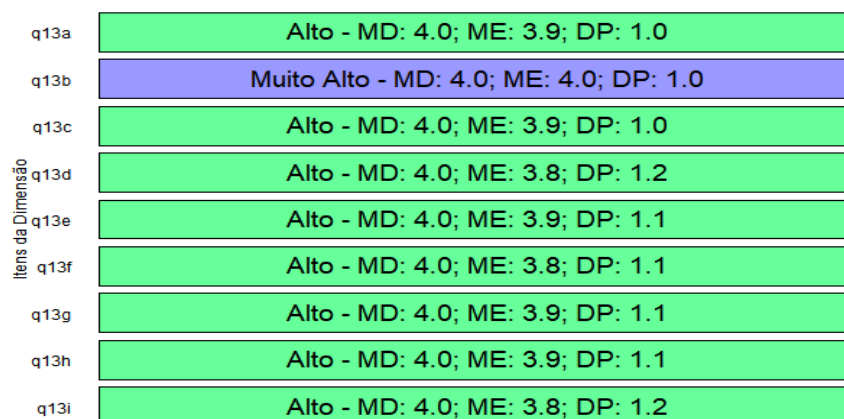 Itens da Dimensão
q13a Alto - MD: 4.0; ME: 3.9; DP: 1.0
q13b Muito Alto - MD: 4.0; ME: 4.0; DP: 1.0
q13c Alto - MD: 4.0; ME: 3.9; DP: 1.0
q13d Alto - MD: 4.0; ME: 3.8; DP: 1.2
q13e Alto - MD: 4.0; ME: 3.9; DP: 1.1
q13f Alto - MD: 4.0; ME: 3.8; DP: 1.1
q13g Alto - MD: 4.0; ME: 3.9; DP: 1.1
q13h Alto - MD: 4.0; ME: 3.9; DP: 1.1
q13i Alto - MD: 4.0; ME: 3.8; DP: 1.2